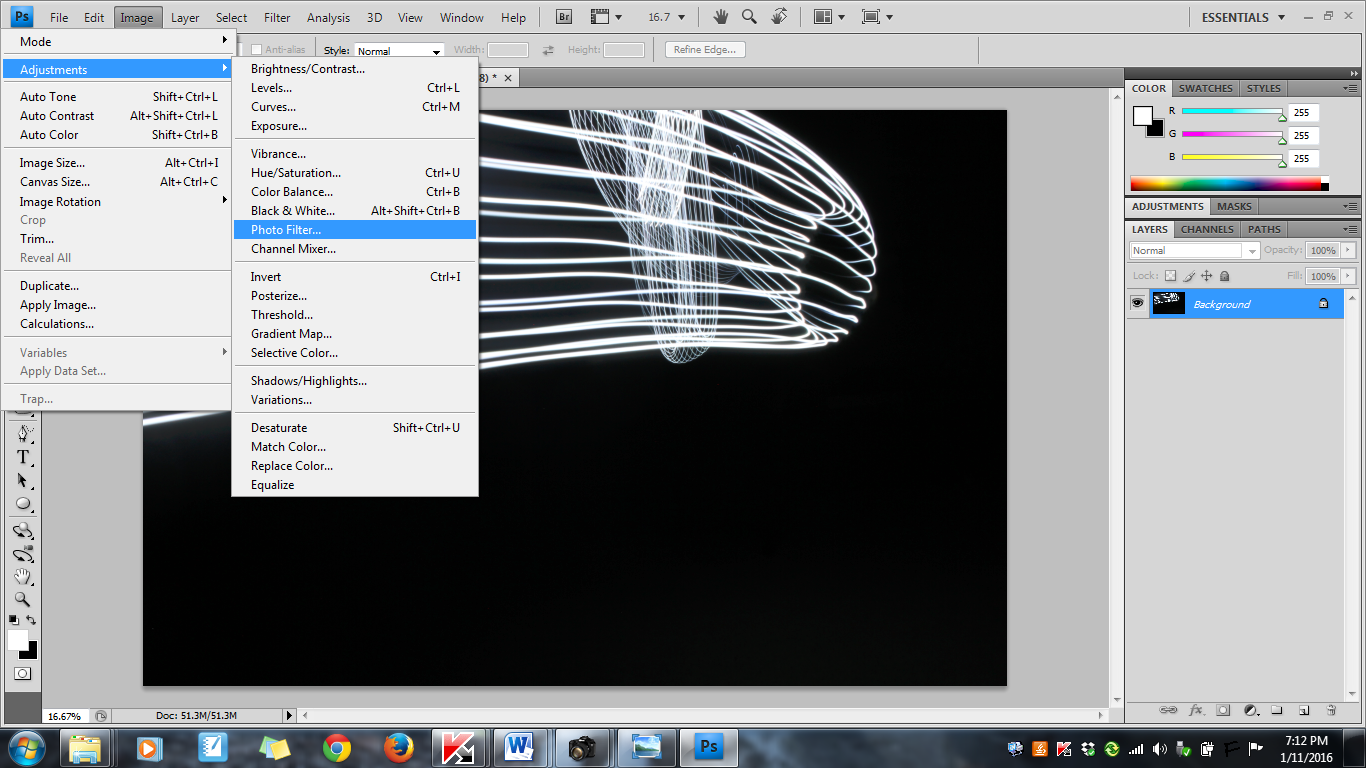 Ps File Edit Image Layer Select Filter Analysis 3D View Window Help Br 16.7 ESSENTIALS
Anti-alias Style: Normal Width: Height: Refine Edge...
Mode
Adjustments
Auto Tone Shift+Ctrl+L
Auto Contrast Alt+Shift+Ctrl+L
Auto Color Shift+Ctrl+B
Image Size... Alt+Ctrl+I
Canvas Size... Alt+Ctrl+C
Image Rotation
Crop
Trim...
Reveal All
Duplicate...
Apply Image...
Calculations...
Variables
Apply Data Set...
Trap...
Brightness/Contrast...
Levels... Ctrl+L
Curves... Ctrl+M
Exposure...
Vibrance...
Hue/Saturation... Ctrl+U
Color Balance... Ctrl+B
Black & White... Alt+Shift+Ctrl+B
Photo Filter...
Channel Mixer...
Invert Ctrl+I
Posterize...
Threshold...
Gradient Map...
Selective Color...
Shadows/Highlights...
Variations...
Desaturate Shift+Ctrl+U
Match Color...
Replace Color...
Equalize
8) *
COLOR SWATCHES STYLES
R 255
G 255
B 255
ADJUSTMENTS MASKS
LAYERS CHANNELS PATHS
Normal Opacity: 100%
Lock: Fill: 100%
Background
T
fx
16.67% Doc: 51.3M/51.3M
W Ps
7:12 PM
1/11/2016